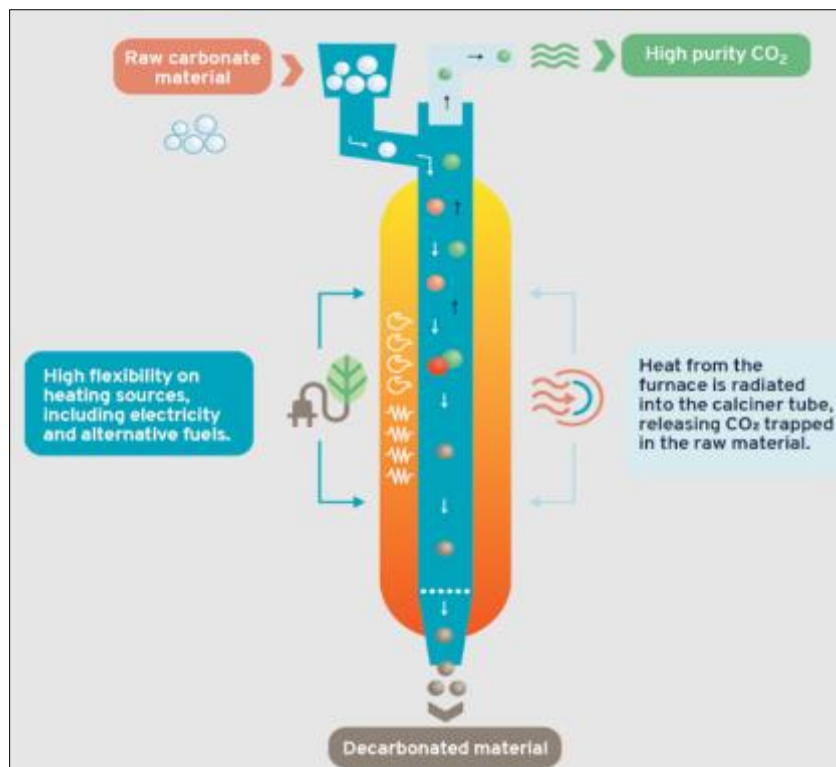 Raw carbonate
material
High purity CO₂
High flexibility on
heating sources,
including electricity
and alternative fuels.
Heat from the
furnace is radiated
into the calciner tube,
releasing CO₂ trapped
in the raw material.
Decarbonated material